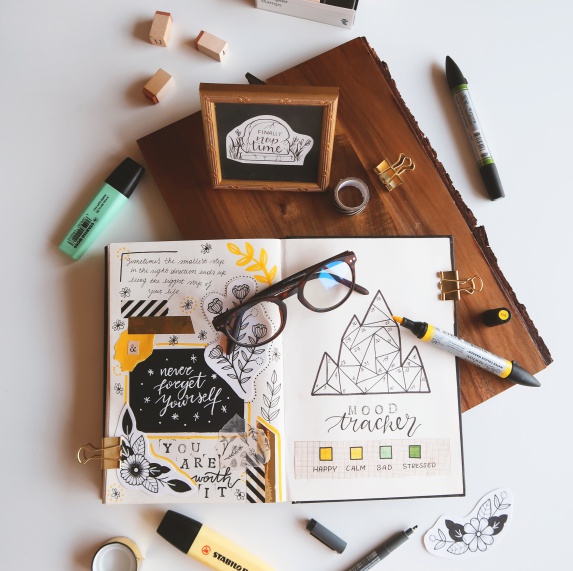 FINALLY
nap
time
Sometimes the smallest step
in the right direction ends up
being the biggest step of
your life.
&
never
forget
yourself
YOU
ARE
worth
IT
MOOD
tracker
HAPPY CALM SAD STRESSED
STABILO